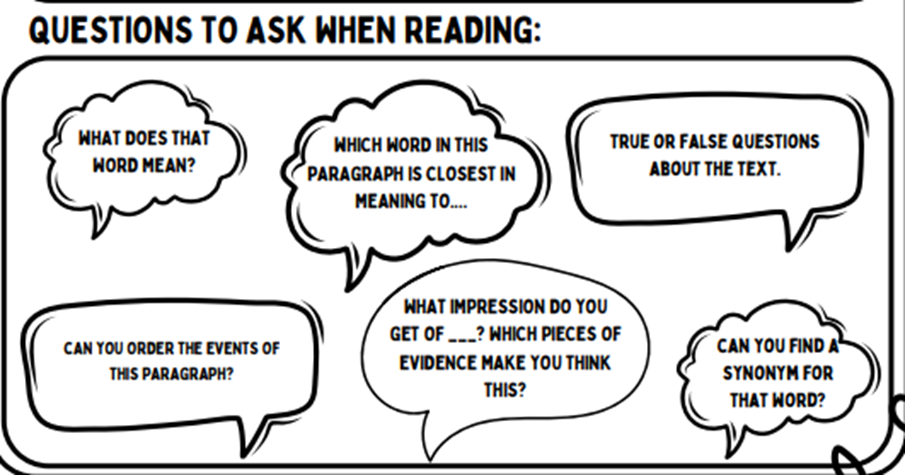 QUESTIONS TO ASK WHEN READING:
WHAT DOES THAT
WORD MEAN?
WHICH WORD IN THIS
PARAGRAPH IS CLOSEST IN
MEANING TO....
TRUE OR FALSE QUESTIONS
ABOUT THE TEXT.
CAN YOU ORDER THE EVENTS OF
THIS PARAGRAPH?
WHAT IMPRESSION DO YOU
GET OF ___? WHICH PIECES OF
EVIDENCE MAKE YOU THINK
THIS?
CAN YOU FIND A
SYNONYM FOR
THAT WORD?